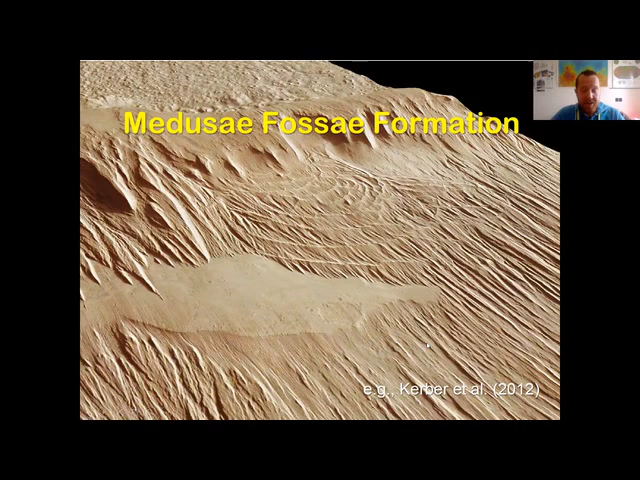 Medusae Fossae Formation
e.g., Kerber et al. (2012)